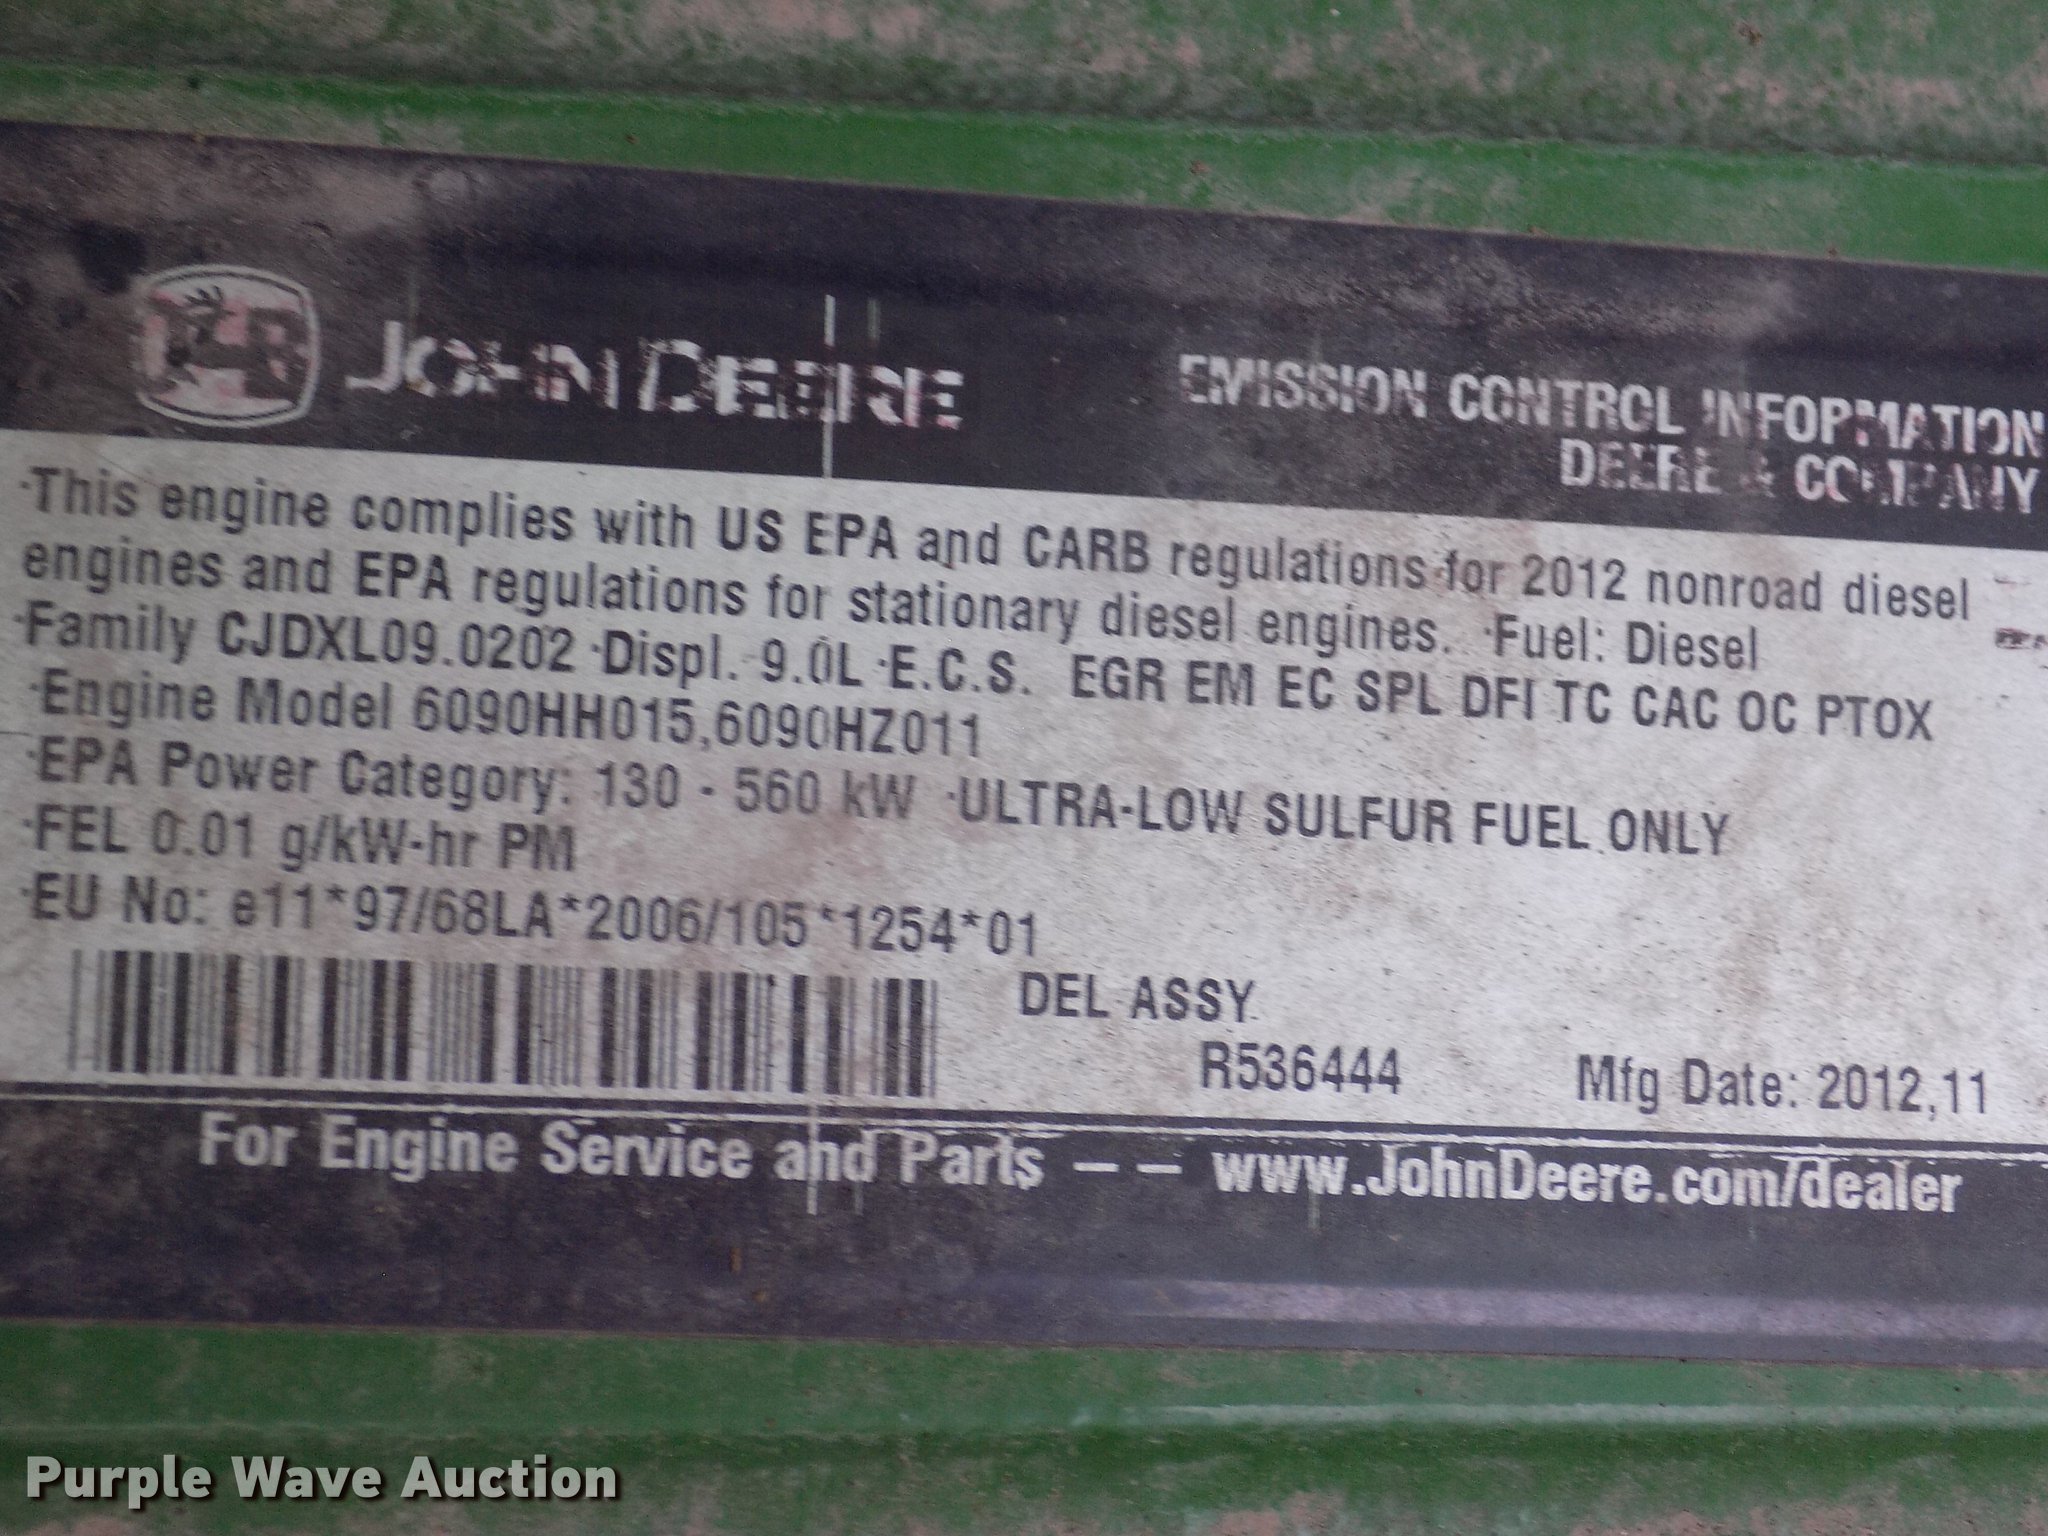 JOHN DEERE
EMISSION CONTROL INFORMATION
DEERE & COMPANY
·This engine complies with US EPA and CARB regulations for 2012 nonroad diesel
engines and EPA regulations for stationary diesel engines. ·Fuel: Diesel
·Family CJDXL09.0202 ·Displ. 9.0L ·E.C.S. EGR EM EC SPL DFI TC CAC OC PTOX
·Engine Model 6090HH015,6090HZ011
·EPA Power Category: 130 - 560 kW ·ULTRA-LOW SULFUR FUEL ONLY
·FEL 0.01 g/kW-hr PM
·EU No: e11*97/68LA*2006/105*1254*01
DEL ASSY
R536444 Mfg Date: 2012,11
For Engine Service and Parts — — www.JohnDeere.com/dealer
Purple Wave Auction